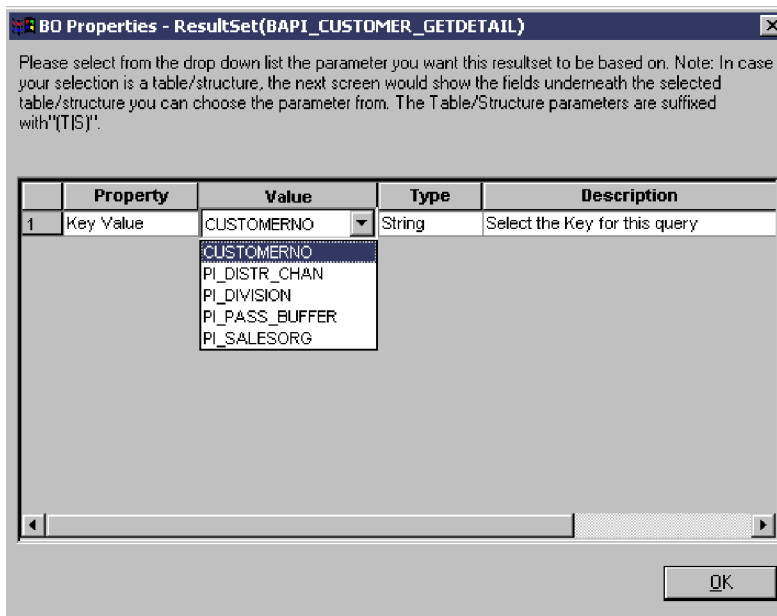 BO Properties - ResultSet(BAPI_CUSTOMER_GETDETAIL)
Please select from the drop down list the parameter you want this resultset to be based on. Note: In case
your selection is a table/structure, the next screen would show the fields underneath the selected
table/structure you can choose the parameter from. The Table/Structure parameters are suffixed
with"(T|S)".
Property Value Type Description
1 Key Value CUSTOMERNO String Select the Key for this query
CUSTOMERNO
PI_DISTR_CHAN
PI_DIVISION
PI_PASS_BUFFER
PI_SALESORG
OK